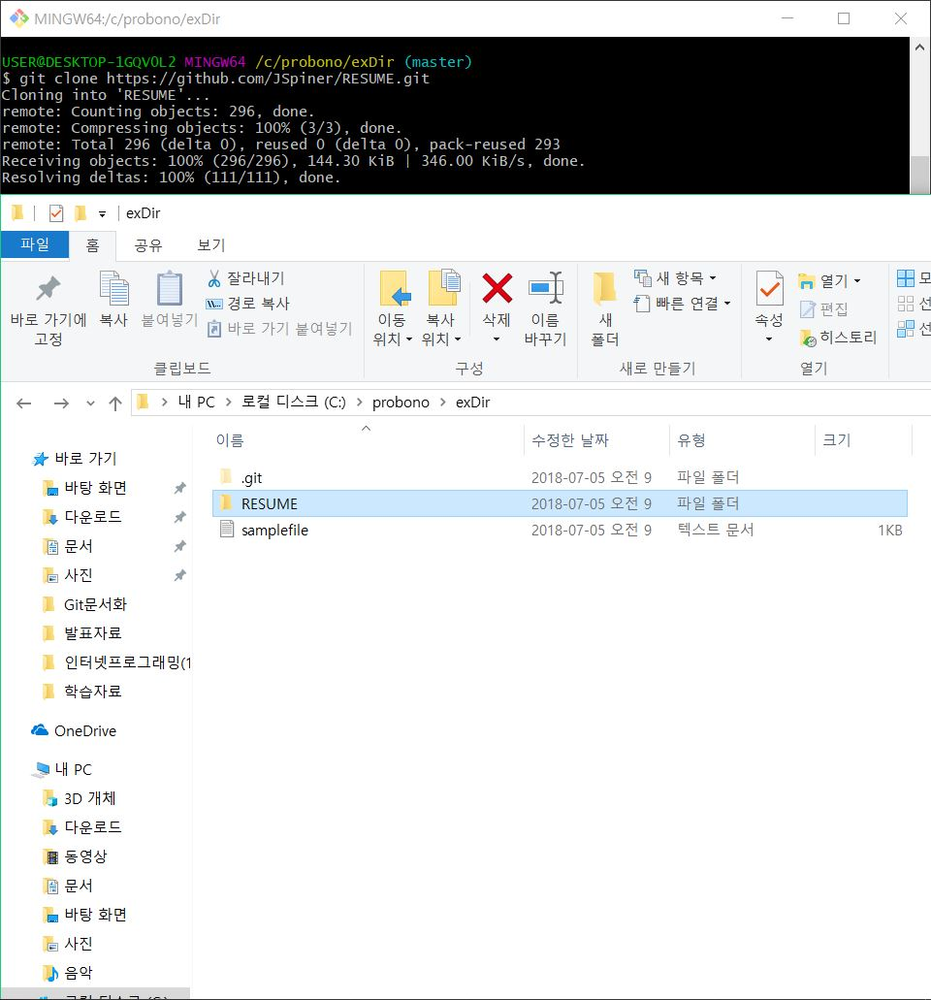 MINGW64:/c/probono/exDir
USER@DESKTOP-1GQVOL2 MINGW64 /c/probono/exDir (master)
$ git clone https://github.com/JSpiner/RESUME.git
Cloning into 'RESUME'...
remote: Counting objects: 296, done.
remote: Compressing objects: 100% (3/3), done.
remote: Total 296 (delta 0), reused 0 (delta 0), pack-reused 293
Receiving objects: 100% (296/296), 144.30 KiB | 346.00 KiB/s, done.
Resolving deltas: 100% (111/111), done.
exDir
파일 홈 공유 보기
바로 가기에 고정
복사
붙여넣기
잘라내기
경로 복사
바로 가기 붙여넣기
클립보드
이동 위치
복사 위치
삭제
이름 바꾸기
구성
새 폴더
새 항목
빠른 연결
새로 만들기
속성
열기
편집
히스토리
열기
모
선
선
내 PC 로컬 디스크 (C:) probono exDir
이름 수정한 날짜 유형 크기
.git 2018-07-05 오전 9 파일 폴더
RESUME 2018-07-05 오전 9 파일 폴더
samplefile 2018-07-05 오전 9 텍스트 문서 1KB
바로 가기
바탕 화면
다운로드
문서
사진
Git문서화
발표자료
인터넷프로그래밍(1
학습자료
OneDrive
내 PC
3D 개체
다운로드
동영상
문서
바탕 화면
사진
음악